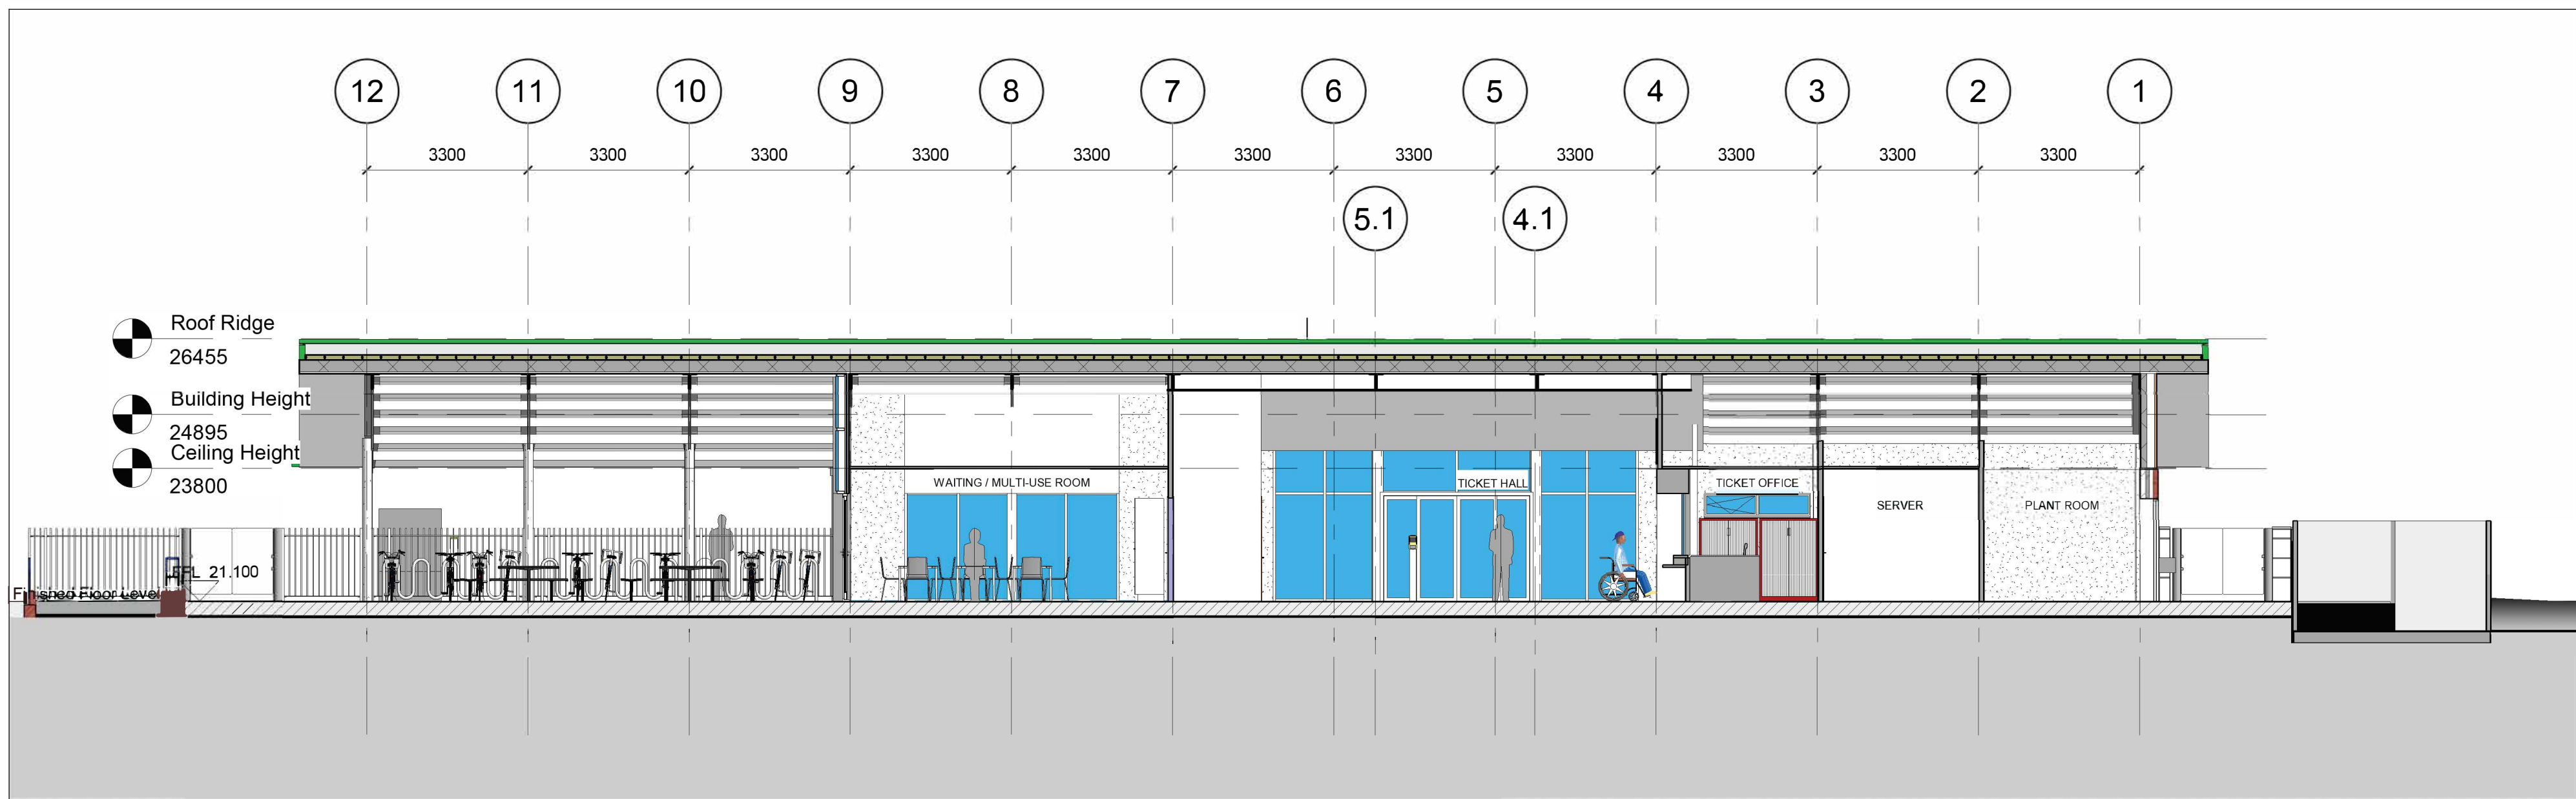 12 11 10 9 8 7 6 5 4 3 2 1
3300 3300 3300 3300 3300 3300 3300 3300 3300 3300 3300
5.1 4.1
Roof Ridge
26455
Building Height
24895
Ceiling Height
23800
WAITING / MULTI-USE ROOM
TICKET HALL
TICKET OFFICE
SERVER
PLANT ROOM
FFL 21.100
Finished Floor Level